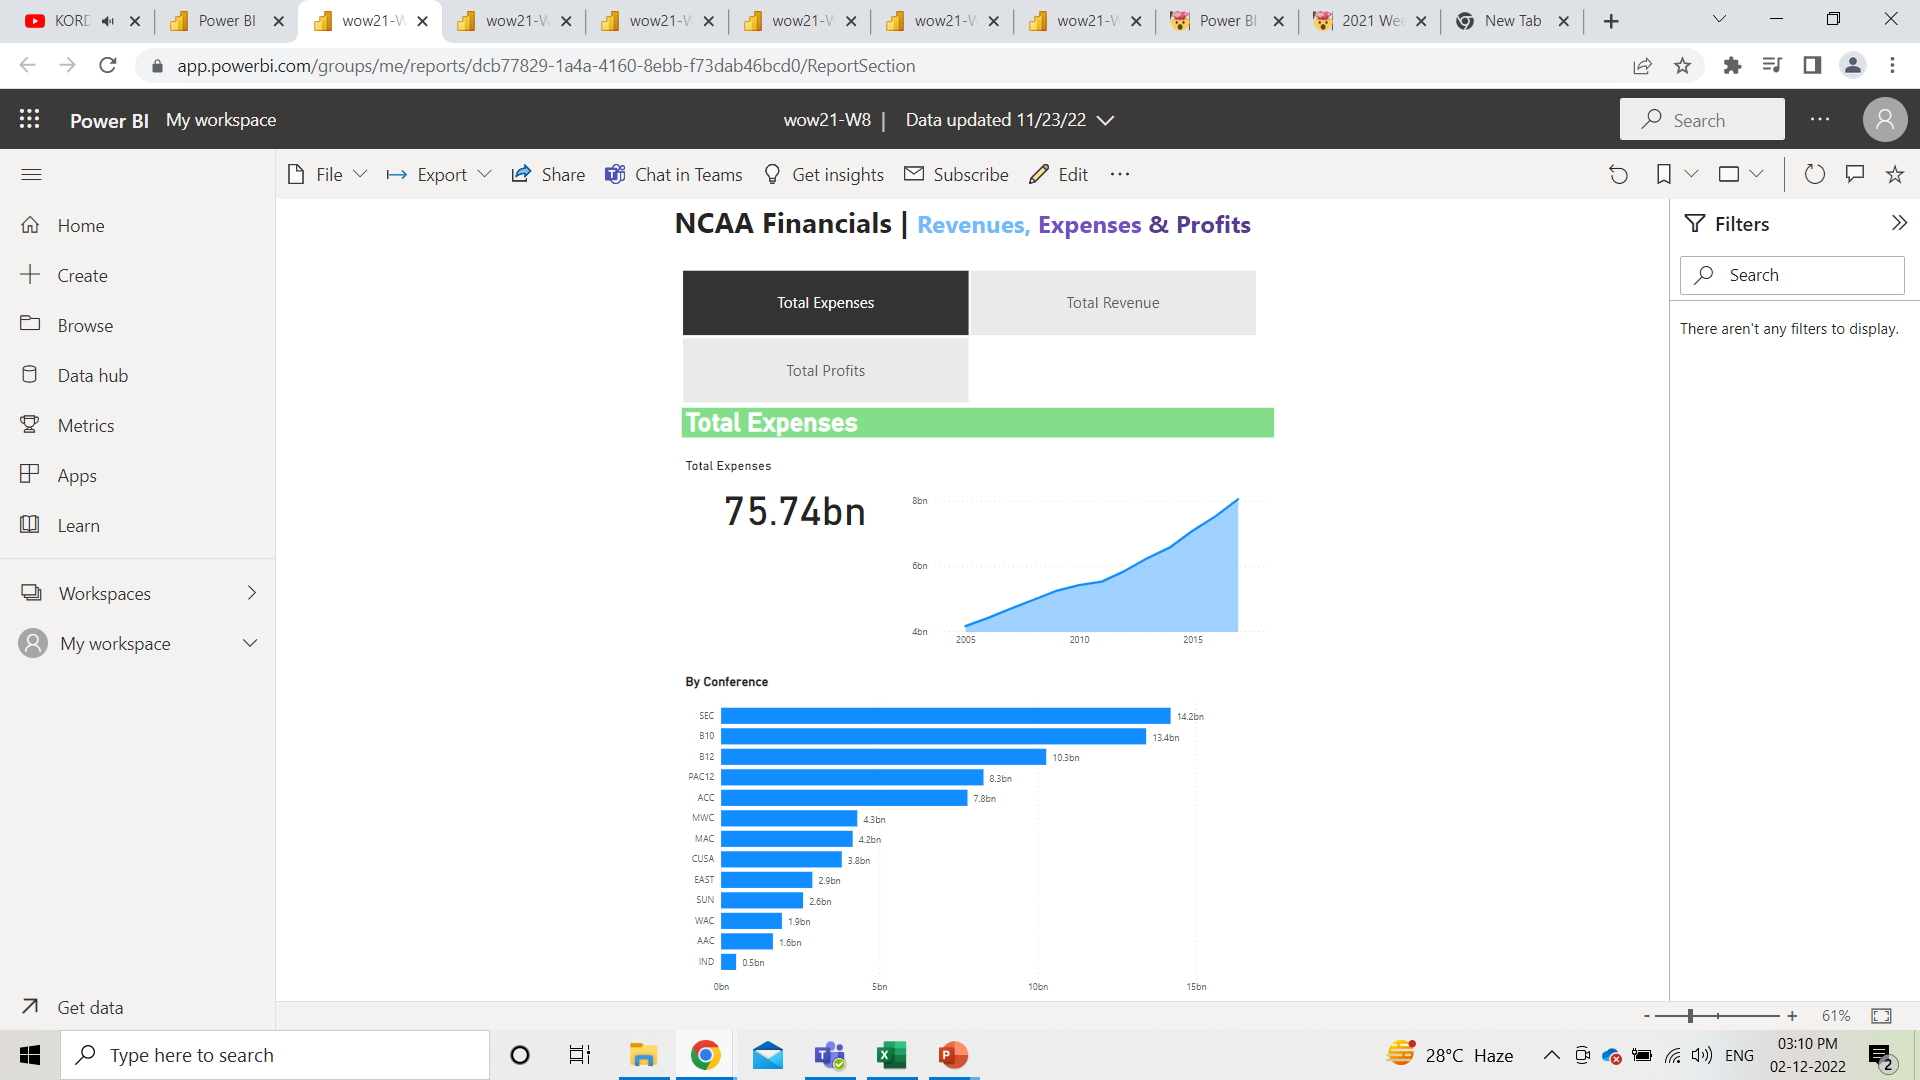 KORD
Power BI
wow21-W
wow21-W
wow21-W
wow21-W
wow21-W
wow21-W
Power BI
2021 Wee
New Tab
app.powerbi.com/groups/me/reports/dcb77829-1a4a-4160-8ebb-f73dab46bcd0/ReportSection
Power BI My workspace
wow21-W8 | Data updated 11/23/22
Search
File
Export
Share
Chat in Teams
Get insights
Subscribe
Edit
Home
Create
Browse
Data hub
Metrics
Apps
Learn
Workspaces
My workspace
Get data
NCAA Financials | Revenues, Expenses & Profits
Total Expenses
Total Revenue
Total Profits
Total Expenses
Total Expenses
75.74bn
8bn
6bn
4bn
2005 2010 2015
By Conference
SEC 14.2bn
B10 13.4bn
B12 10.3bn
PAC12 8.3bn
ACC 7.8bn
MWC 4.3bn
MAC 4.2bn
CUSA 3.8bn
EAST 2.9bn
SUN 2.6bn
WAC 1.9bn
AAC 1.6bn
IND 0.5bn
0bn 5bn 10bn 15bn
Filters
Search
There aren't any filters to display.
- + 61%
Type here to search
28°C Haze
ENG
03:10 PM
02-12-2022
2